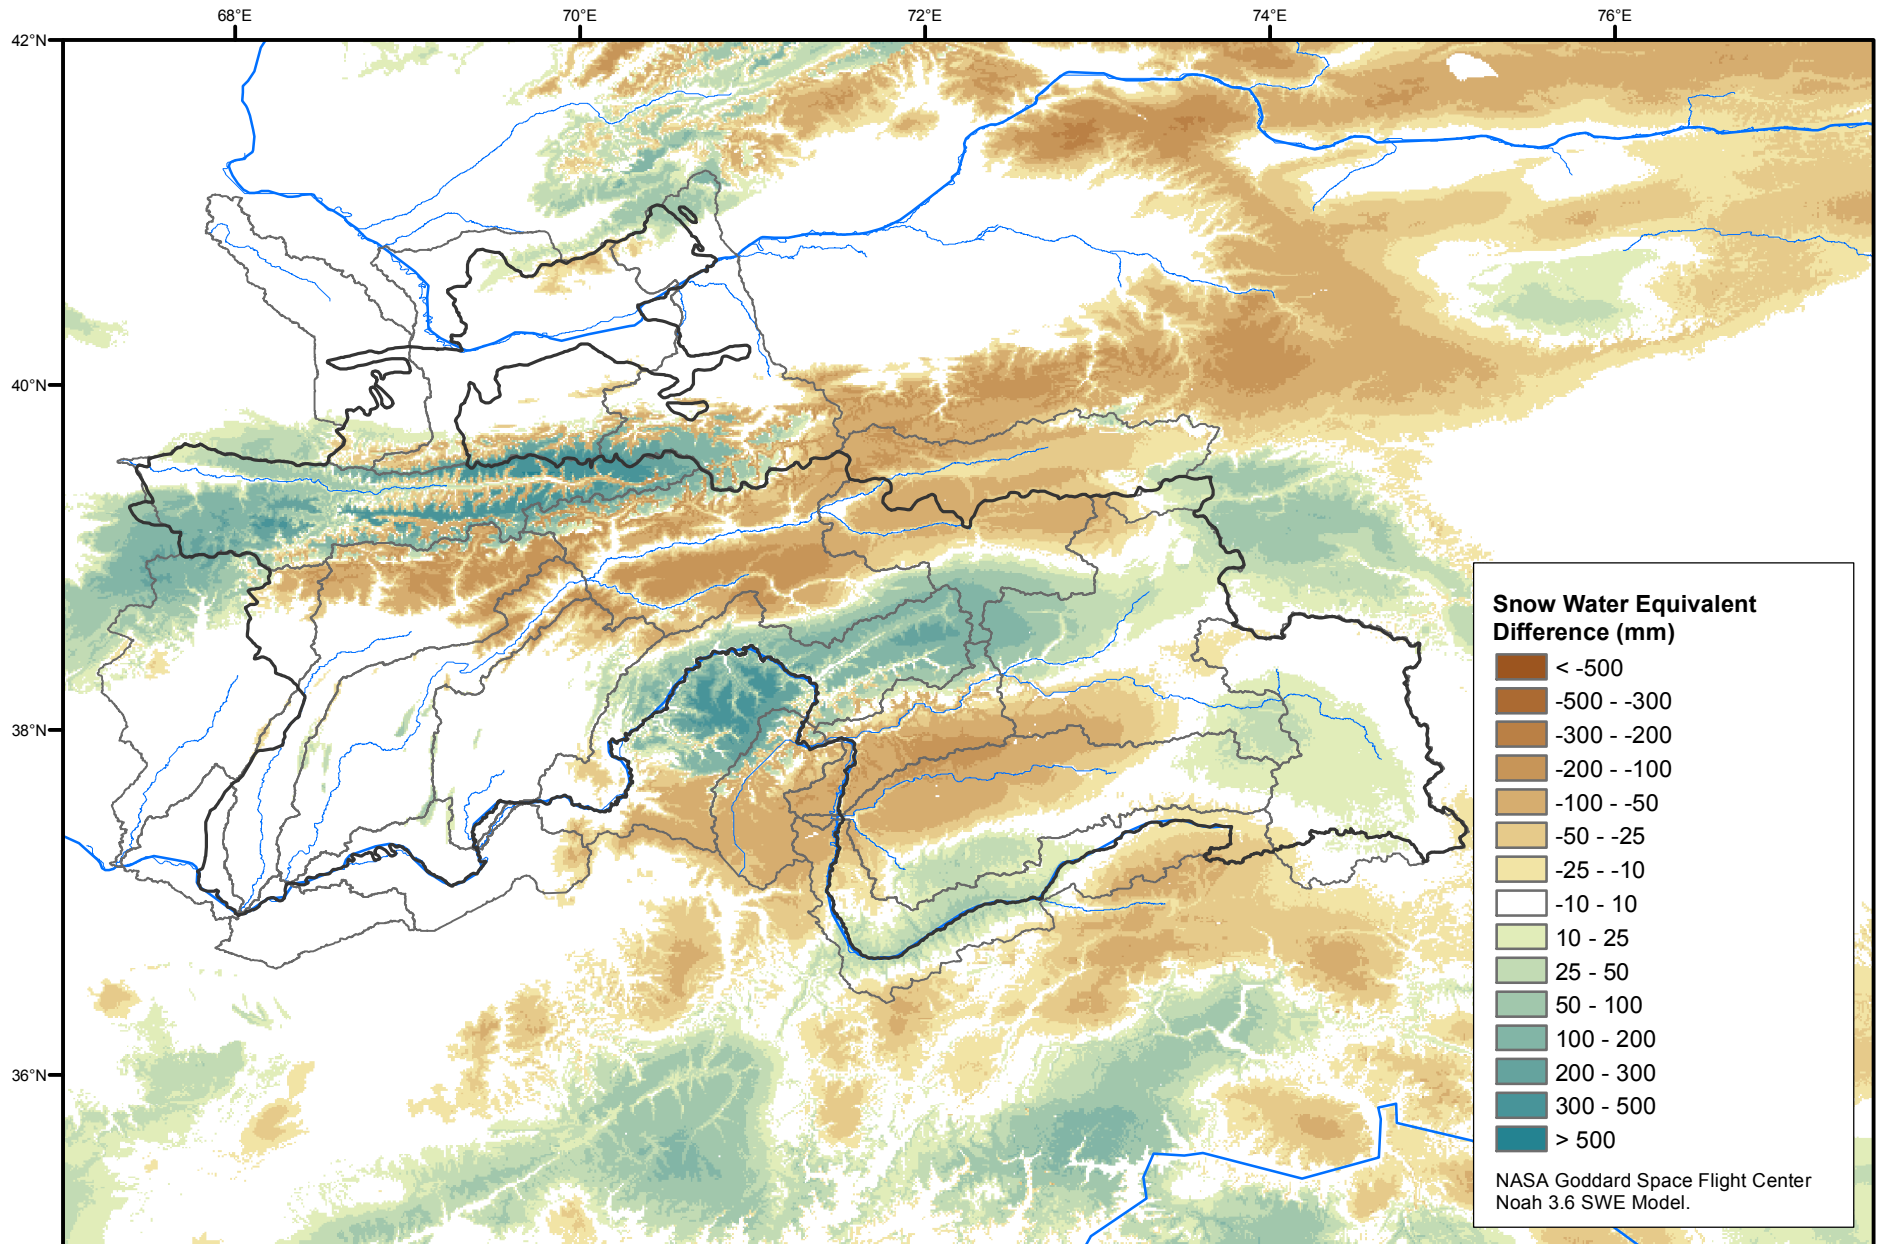 68°E 70°E 72°E 74°E 76°E
42°N
40°N
38°N
36°N
Snow Water Equivalent
Difference (mm)
< -500
-500 - -300
-300 - -200
-200 - -100
-100 - -50
-50 - -25
-25 - -10
-10 - 10
10 - 25
25 - 50
50 - 100
100 - 200
200 - 300
300 - 500
> 500
NASA Goddard Space Flight Center
Noah 3.6 SWE Model.